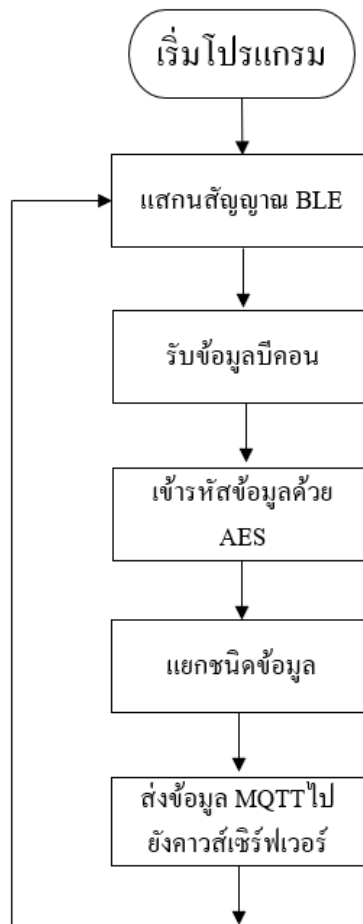 เริ่มโปรแกรม
แสกนสัญญาณ BLE
รับข้อมูลบีคอน
เข้ารหัสข้อมูลด้วย
AES
แยกชนิดข้อมูล
ส่งข้อมูล MQTT ไป
ยังคาวส์เซิร์ฟเวอร์